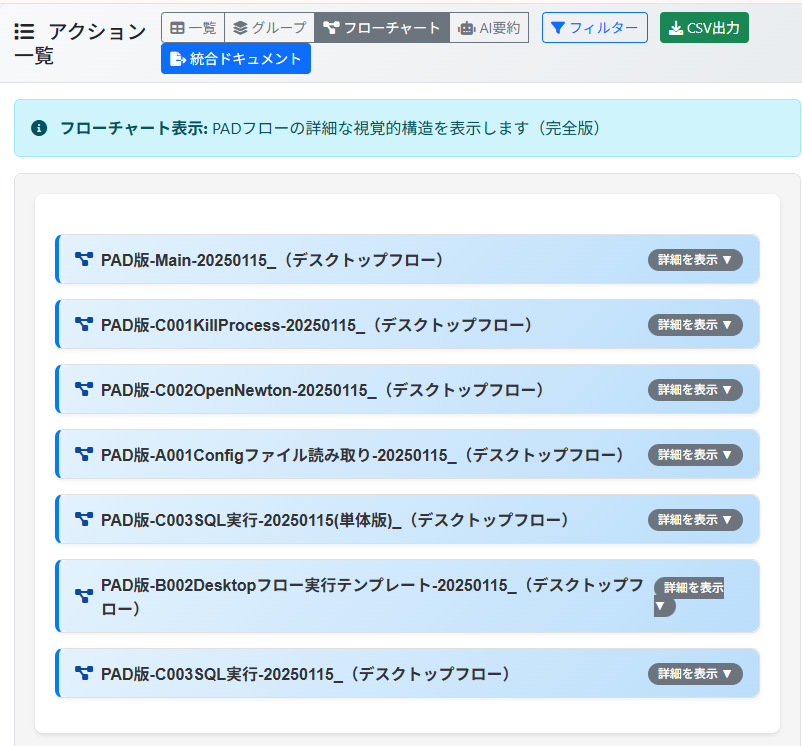 アクション一覧
一覧 グループ フローチャート AI要約 フィルター CSV出力
統合ドキュメント
フローチャート表示: PADフローの詳細な視覚的構造を表示します（完全版）
PAD版-Main-20250115_（デスクトップフロー） 詳細を表示 ▼
PAD版-C001KillProcess-20250115_（デスクトップフロー） 詳細を表示 ▼
PAD版-C002OpenNewton-20250115_（デスクトップフロー） 詳細を表示 ▼
PAD版-A001Configファイル読み取り-20250115_（デスクトップフロー） 詳細を表示 ▼
PAD版-C003SQL実行-20250115(単体版)_（デスクトップフロー） 詳細を表示 ▼
PAD版-B002Desktopフロー実行テンプレート-20250115_（デスクトップフ
ロー） 詳細を表示
▼
PAD版-C003SQL実行-20250115_（デスクトップフロー） 詳細を表示 ▼